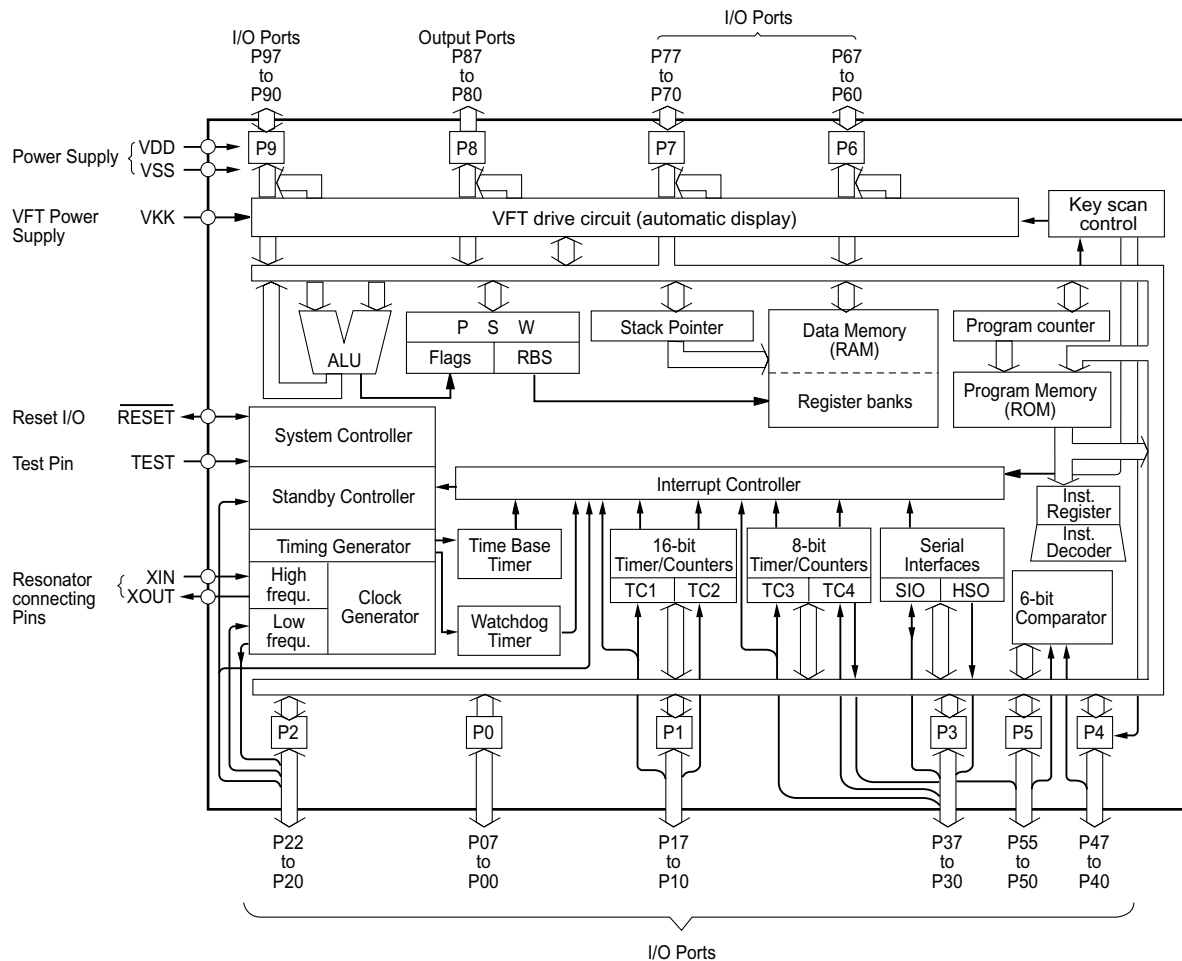 I/O Ports
I/O Ports
P97
to
P90
Output Ports
P87
to
P80
P77
to
P70
P67
to
P60
Power Supply
VDD
VSS
P9
P8
P7
P6
VFT Power
Supply
VKK
VFT drive circuit (automatic display)
Key scan
control
ALU
P S W
Flags
RBS
Stack Pointer
Data Memory
(RAM)
Register banks
Program counter
Program Memory
(ROM)
Reset I/O
RESET
Test Pin
TEST
System Controller
Standby Controller
Interrupt Controller
Inst.
Register
Inst.
Decoder
Timing Generator
Time Base
Timer
16-bit
Timer/Counters
TC1
TC2
8-bit
Timer/Counters
TC3
TC4
Serial
Interfaces
SIO
HSO
Resonator
connecting
Pins
XIN
XOUT
High
frequ.
Low
frequ.
Clock
Generator
Watchdog
Timer
6-bit
Comparator
P2
P0
P1
P3
P5
P4
P22
to
P20
P07
to
P00
P17
to
P10
P37
to
P30
P55
to
P50
P47
to
P40
I/O Ports